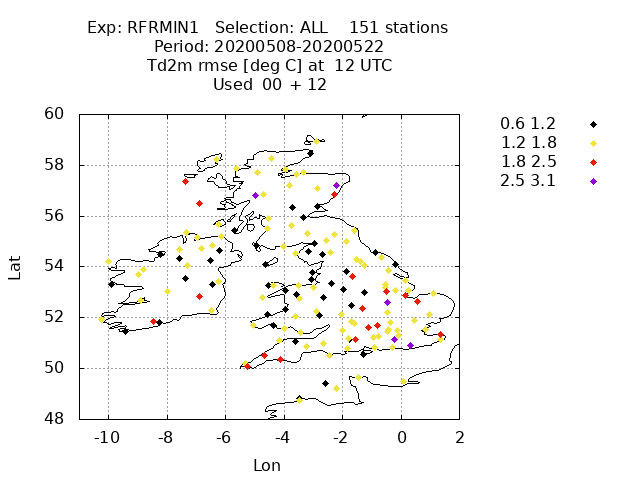 Exp: RFRMIN1 Selection: ALL 151 stations
Period: 20200508-20200522
Td2m rmse [deg C] at 12 UTC
Used 00 + 12
0.6 1.2
1.2 1.8
1.8 2.5
2.5 3.1
60
58
56
54
52
50
48
Lat
-10 -8 -6 -4 -2 0 2
Lon